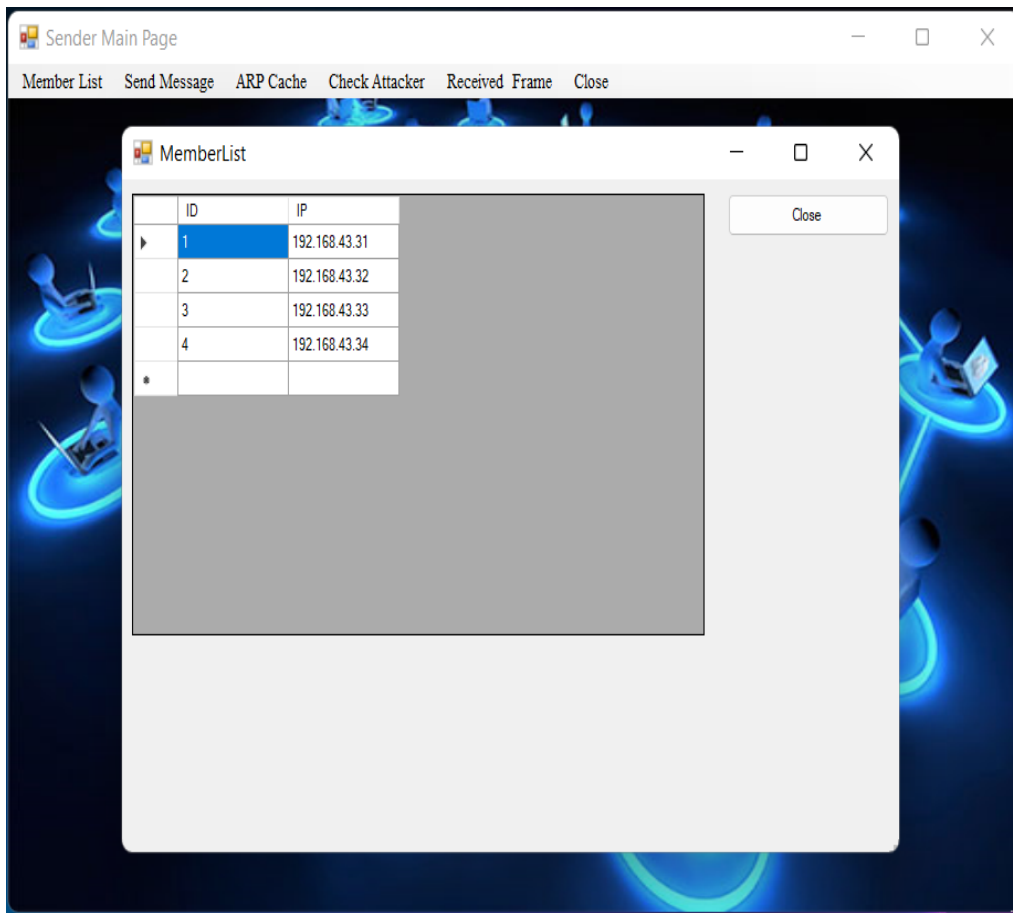 Sender Main Page
Member List Send Message ARP Cache Check Attacker Received Frame Close
MemberList
ID IP
1 192.168.43.31
2 192.168.43.32
3 192.168.43.33
4 192.168.43.34
Close